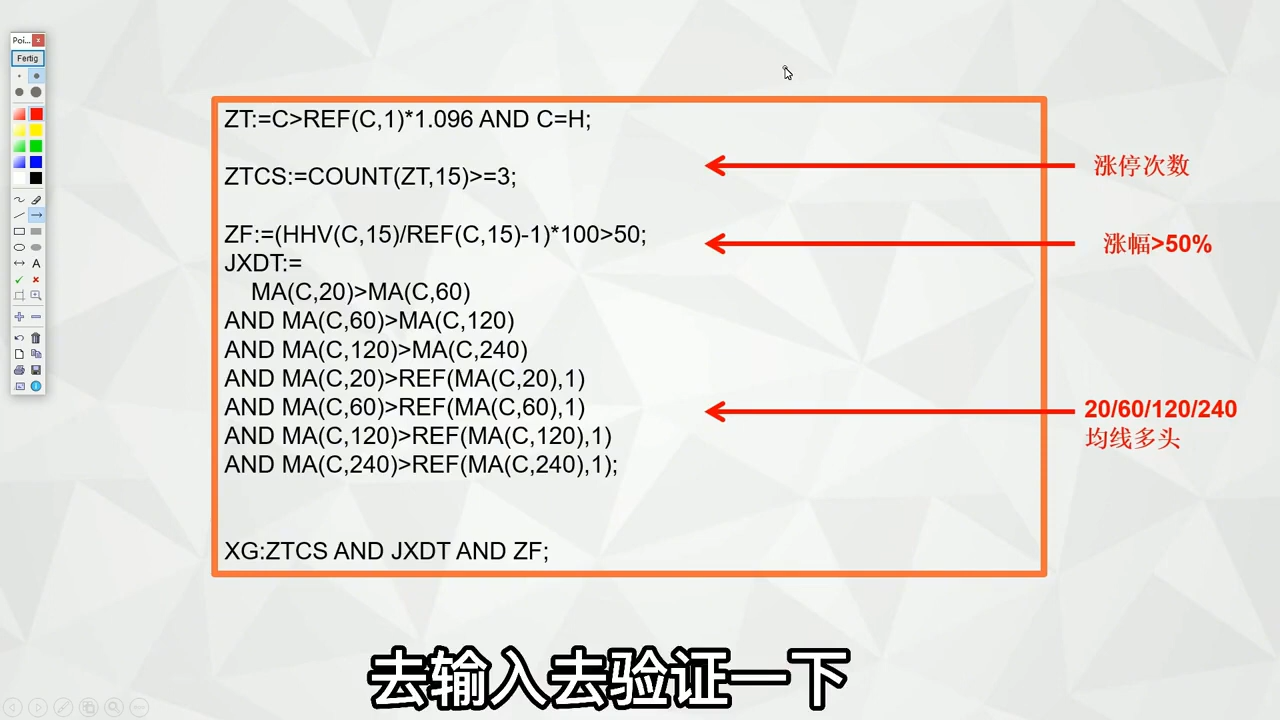 Poi...
Fertig
A
ZT:=C>REF(C,1)*1.096 AND C=H;
ZTCS:=COUNT(ZT,15)>=3;
涨停次数
ZF:=(HHV(C,15)/REF(C,15)-1)*100>50;
涨幅>50%
JXDT:=
MA(C,20)>MA(C,60)
AND MA(C,60)>MA(C,120)
AND MA(C,120)>MA(C,240)
AND MA(C,20)>REF(MA(C,20),1)
AND MA(C,60)>REF(MA(C,60),1)
20/60/120/240
均线多头
AND MA(C,120)>REF(MA(C,120),1)
AND MA(C,240)>REF(MA(C,240),1);
XG:ZTCS AND JXDT AND ZF;
去输入去验证一下